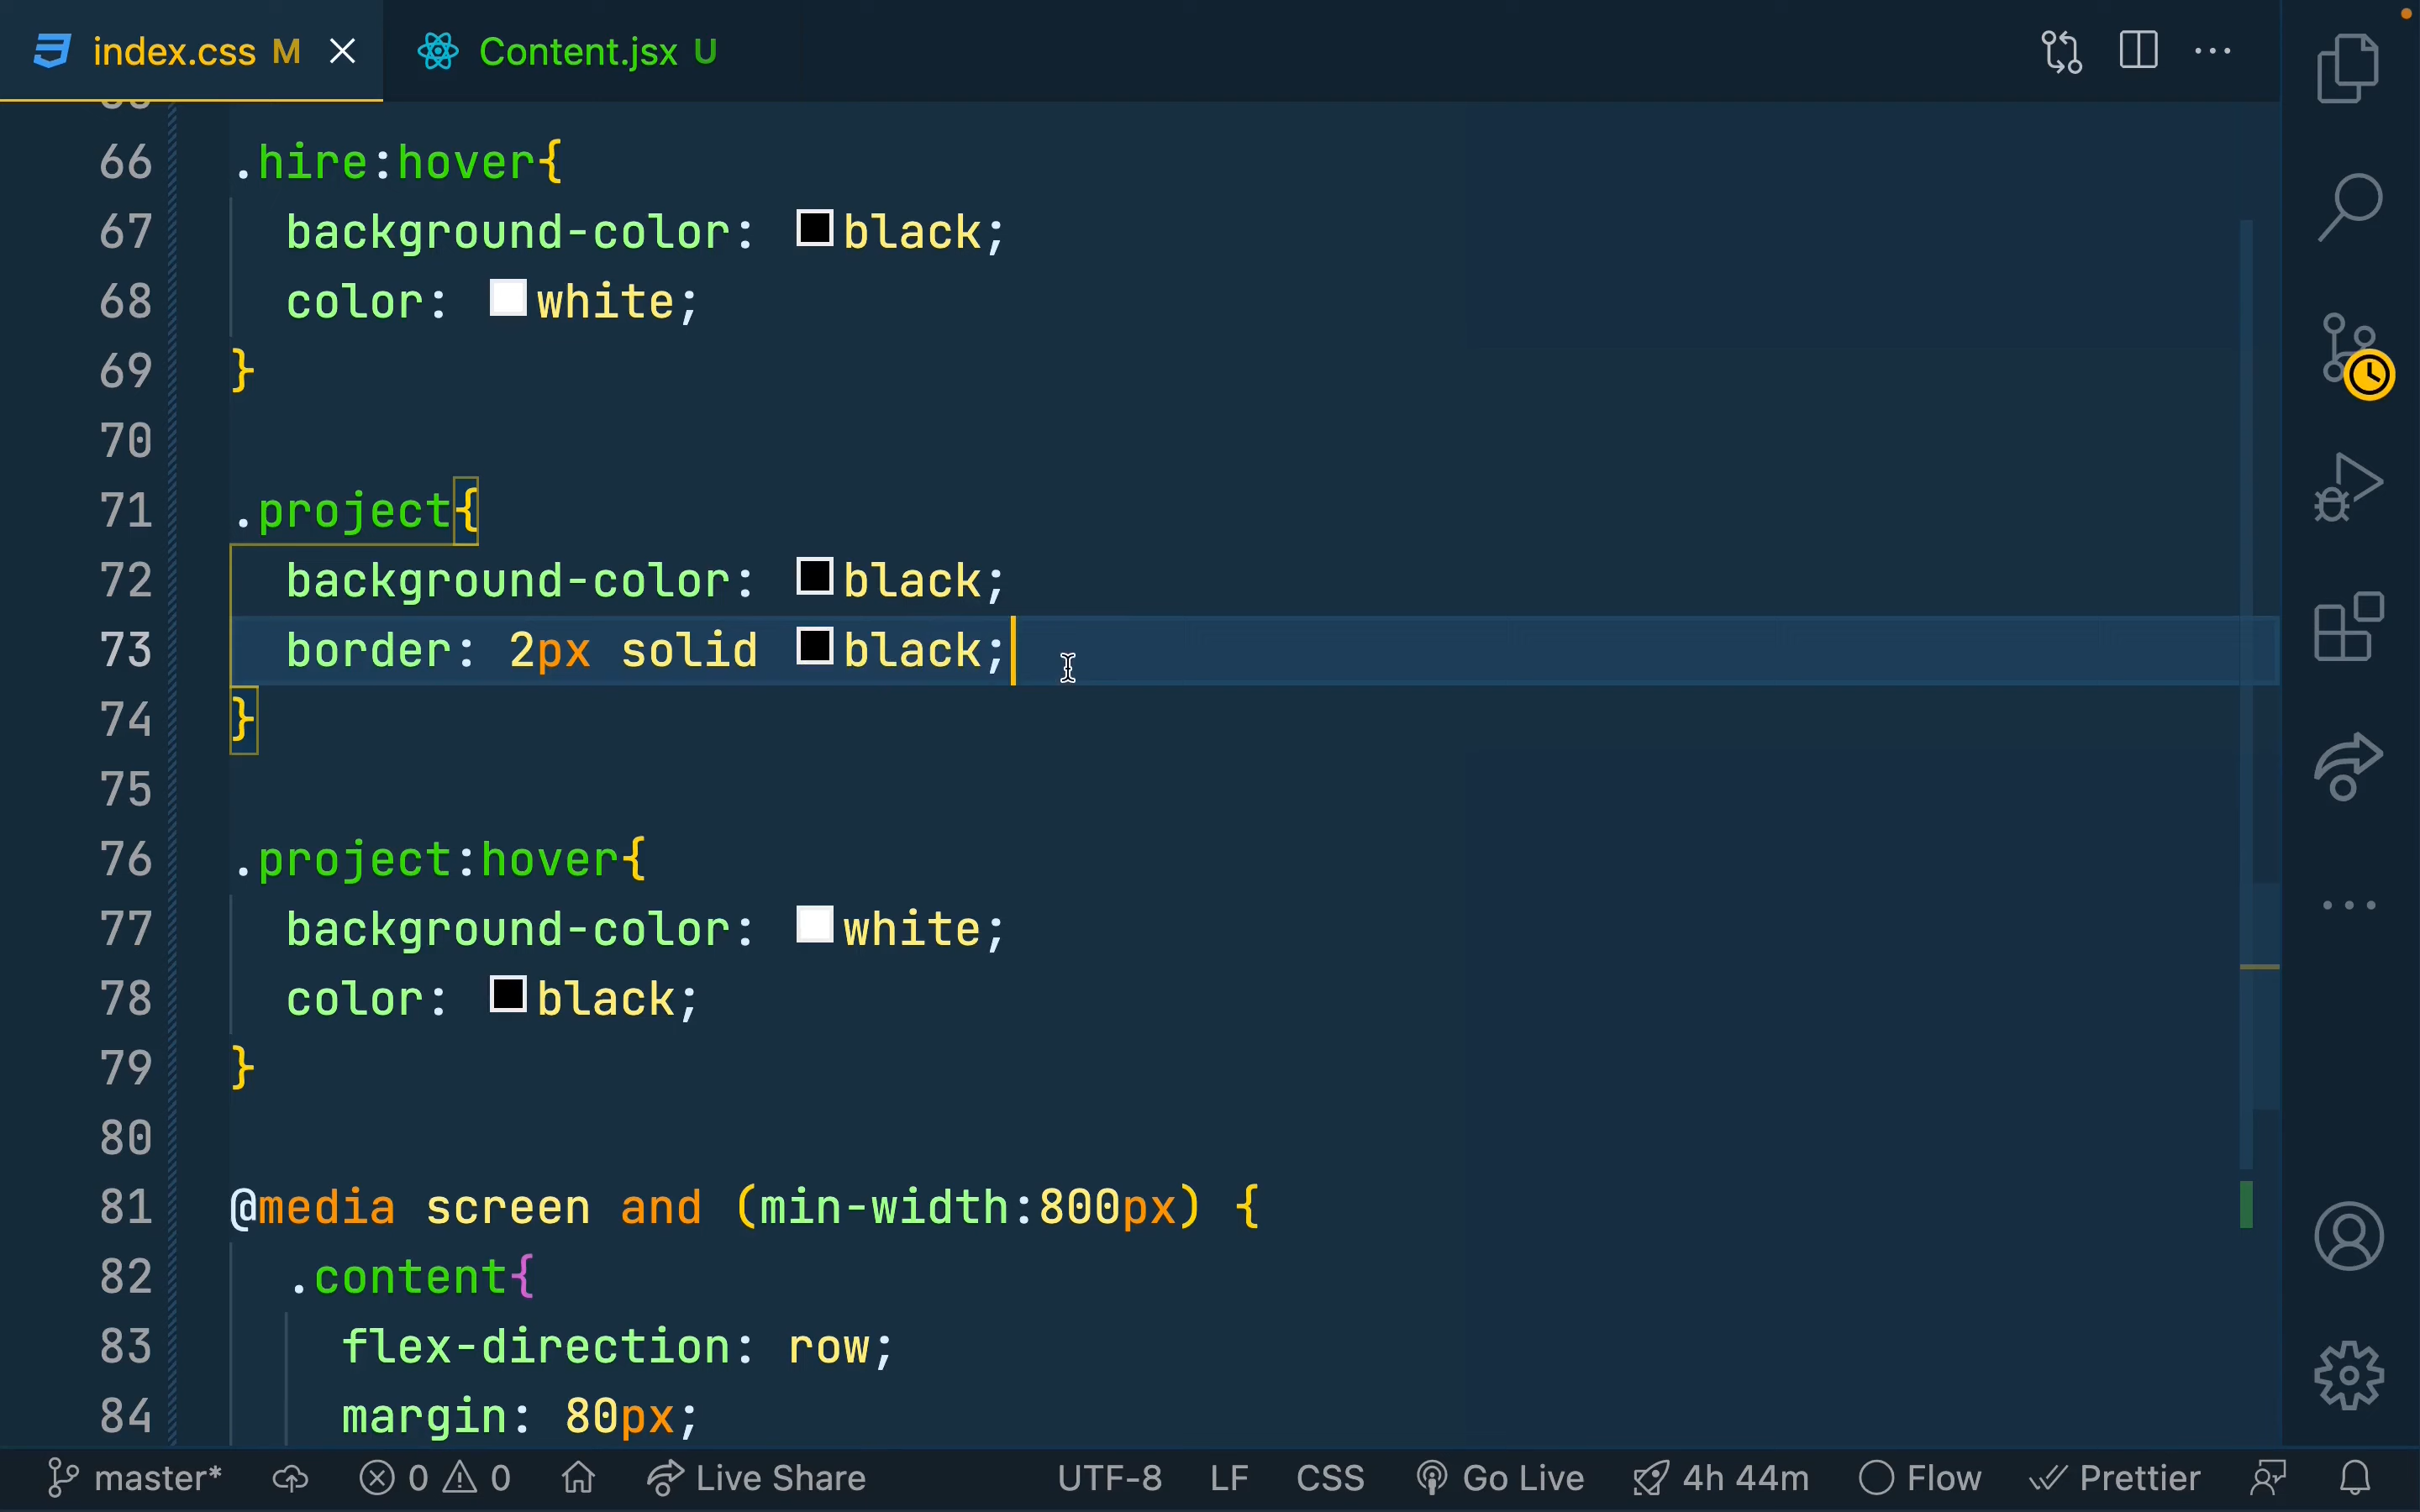 index.css M
Content.jsx U
66 .hire:hover{
67 background-color: black;
68 color: white;
69 }
70
71 .project{
72 background-color: black;
73 border: 2px solid black;
74 }
75
76 .project:hover{
77 background-color: white;
78 color: black;
79 }
80
81 @media screen and (min-width:800px) {
82 .content{
83 flex-direction: row;
84 margin: 80px;
master* 0 0 Live Share UTF-8 LF CSS Go Live 4h 44m Flow Prettier